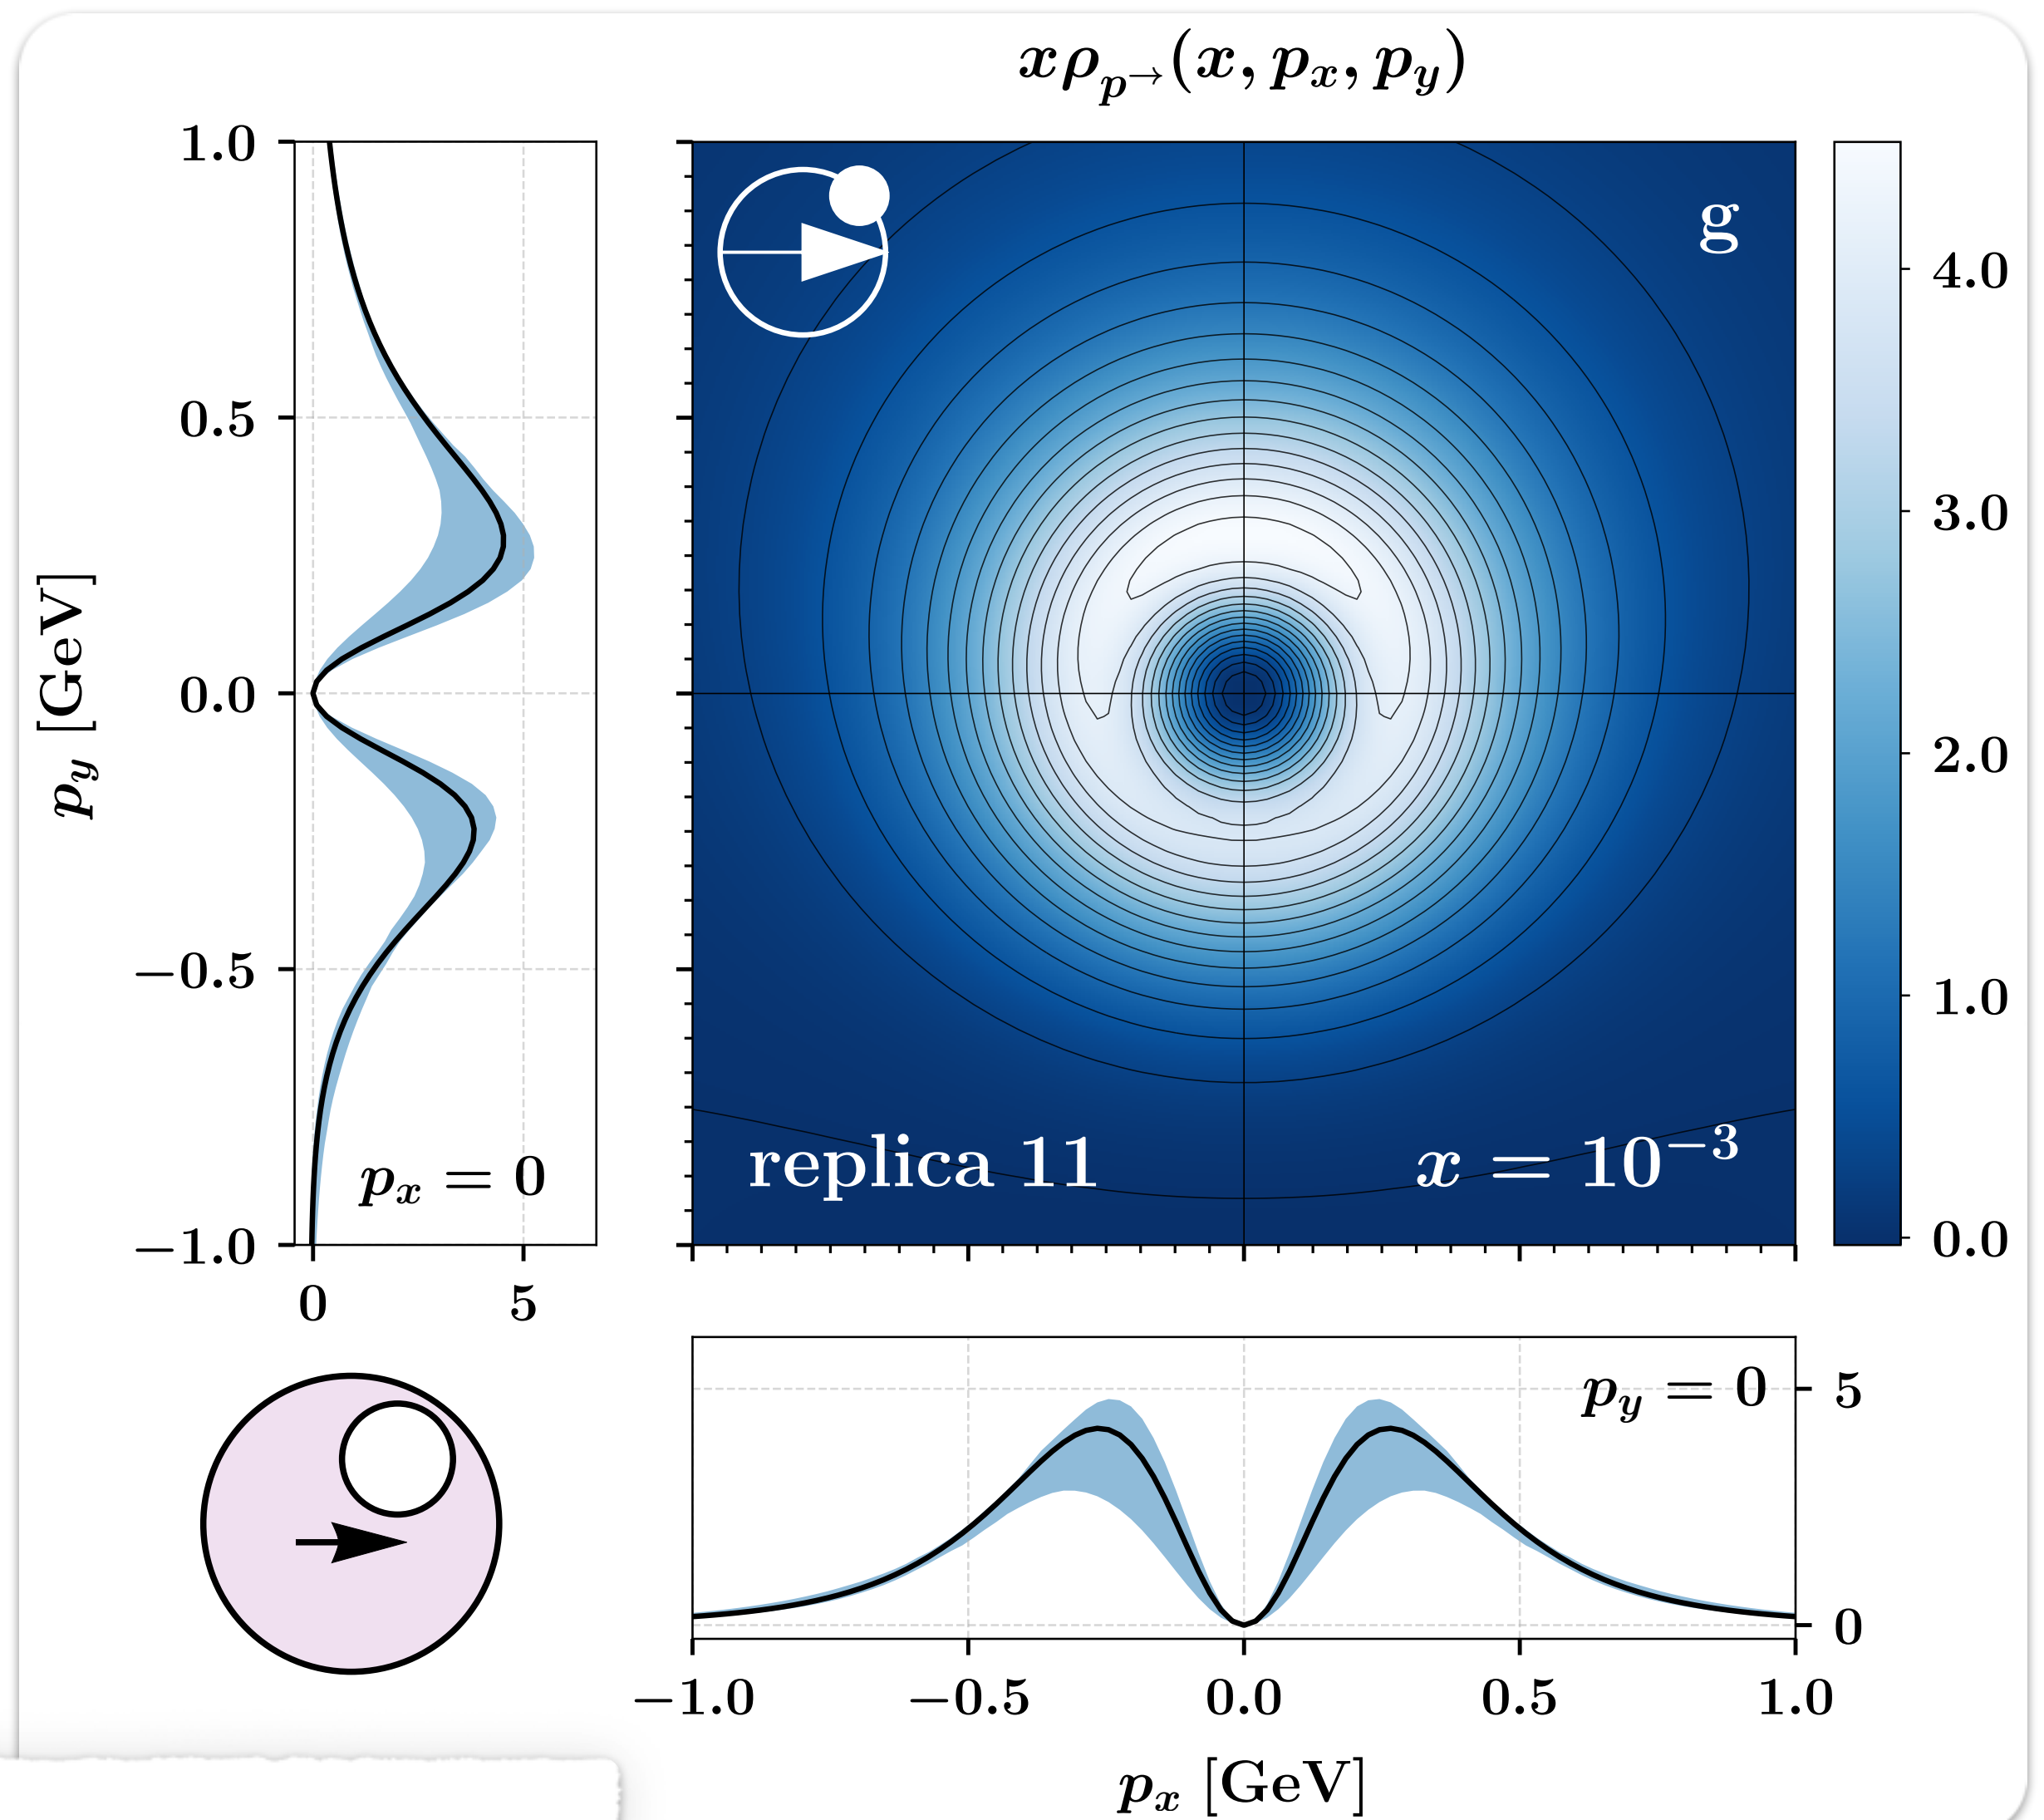 xρ_{p→}(x, p_x, p_y)
1.0
0.5
0.0
−0.5
−1.0
p_y [GeV]
p_x = 0
0 5
g
replica 11
x = 10^{−3}
4.0
3.0
2.0
1.0
0.0
p_y = 0
5
0
−1.0 −0.5 0.0 0.5 1.0
p_x [GeV]